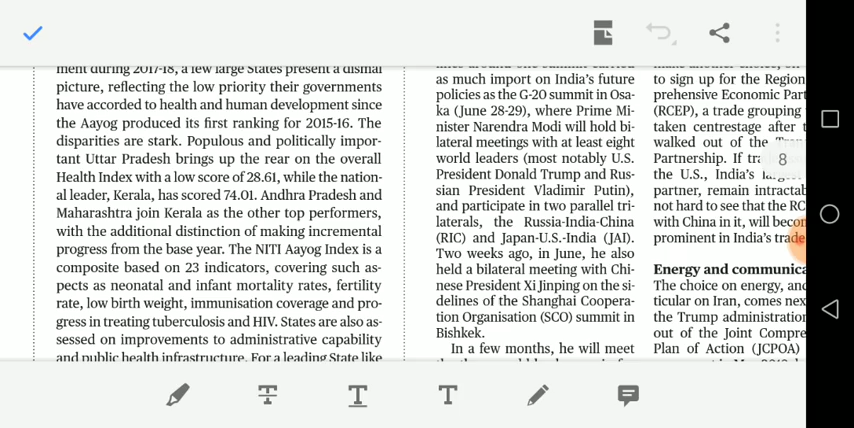 ment during 2017-18, a few large States present a dismal
picture, reflecting the low priority their governments
have accorded to health and human development since
the Aayog produced its first ranking for 2015-16. The
disparities are stark. Populous and politically impor-
tant Uttar Pradesh brings up the rear on the overall
Health Index with a low score of 28.61, while the nation-
al leader, Kerala, has scored 74.01. Andhra Pradesh and
Maharashtra join Kerala as the other top performers,
with the additional distinction of making incremental
progress from the base year. The NITI Aayog Index is a
composite based on 23 indicators, covering such as-
pects as neonatal and infant mortality rates, fertility
rate, low birth weight, immunisation coverage and pro-
gress in treating tuberculosis and HIV. States are also as-
sessed on improvements to administrative capability
and public health infrastructure. For a leading State like
as much import on India's future
policies as the G-20 summit in Osa-
ka (June 28-29), where Prime Mi-
nister Narendra Modi will hold bi-
lateral meetings with at least eight
world leaders (most notably U.S.
President Donald Trump and Rus-
sian President Vladimir Putin),
and participate in two parallel tri-
laterals, the Russia-India-China
(RIC) and Japan-U.S.-India (JAI).
Two weeks ago, in June, he also
held a bilateral meeting with Chi-
nese President Xi Jinping on the si-
delines of the Shanghai Coopera-
tion Organisation (SCO) summit in
Bishkek.
In a few months, he will meet
to sign up for the Region
prehensive Economic Part
(RCEP), a trade grouping
taken centrestage after t
walked out of the
Partnership. If tra
the U.S., India's
partner, remain intractab
not hard to see that the RC
with China in it, will becon
prominent in India's trade
Energy and communica
The choice on energy, and
ticular on Iran, comes nex
the Trump administration
out of the Joint Compre
Plan of Action (JCPOA)
8
T
T
T